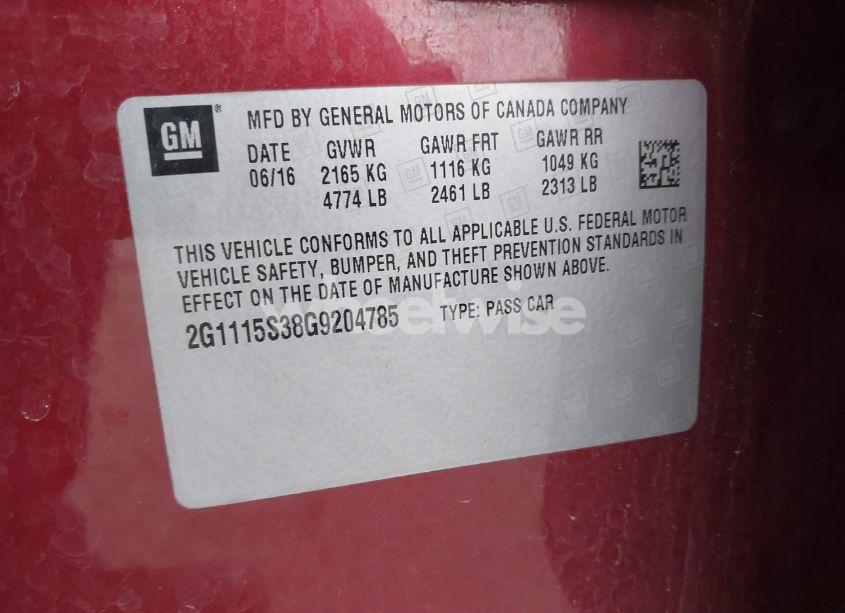 GM
MFD BY GENERAL MOTORS OF CANADA COMPANY
DATE GVWR GAWR FRT GAWR RR
06/16 2165 KG 1116 KG 1049 KG
4774 LB 2461 LB 2313 LB
THIS VEHICLE CONFORMS TO ALL APPLICABLE U.S. FEDERAL MOTOR
VEHICLE SAFETY, BUMPER, AND THEFT PREVENTION STANDARDS IN
EFFECT ON THE DATE OF MANUFACTURE SHOWN ABOVE.
2G1115S38G9204785 TYPE: PASS CAR